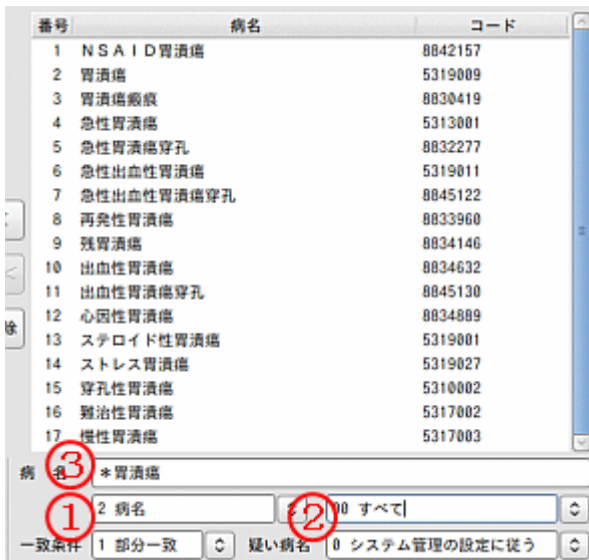 番号 病名 コード
1 ＮＳＡＩＤ胃潰瘍 8842157
2 胃潰瘍 5319009
3 胃潰瘍瘢痕 8830419
4 急性胃潰瘍 5313001
5 急性胃潰瘍穿孔 8832277
6 急性出血性胃潰瘍 5319011
7 急性出血性胃潰瘍穿孔 8845122
8 再発性胃潰瘍 8833960
9 残胃潰瘍 8834146
10 出血性胃潰瘍 8834632
11 出血性胃潰瘍穿孔 8845130
12 心因性胃潰瘍 8834889
13 ステロイド性胃潰瘍 5319001
14 ストレス胃潰瘍 5319027
15 穿孔性胃潰瘍 5310002
16 難治性胃潰瘍 5317002
17 慢性胃潰瘍 5317003
除
病 名 ③ *胃潰瘍
① 2 病名 ② 00 すべて
一致条件 1 部分一致 疑い病名 0 システム管理の設定に従う